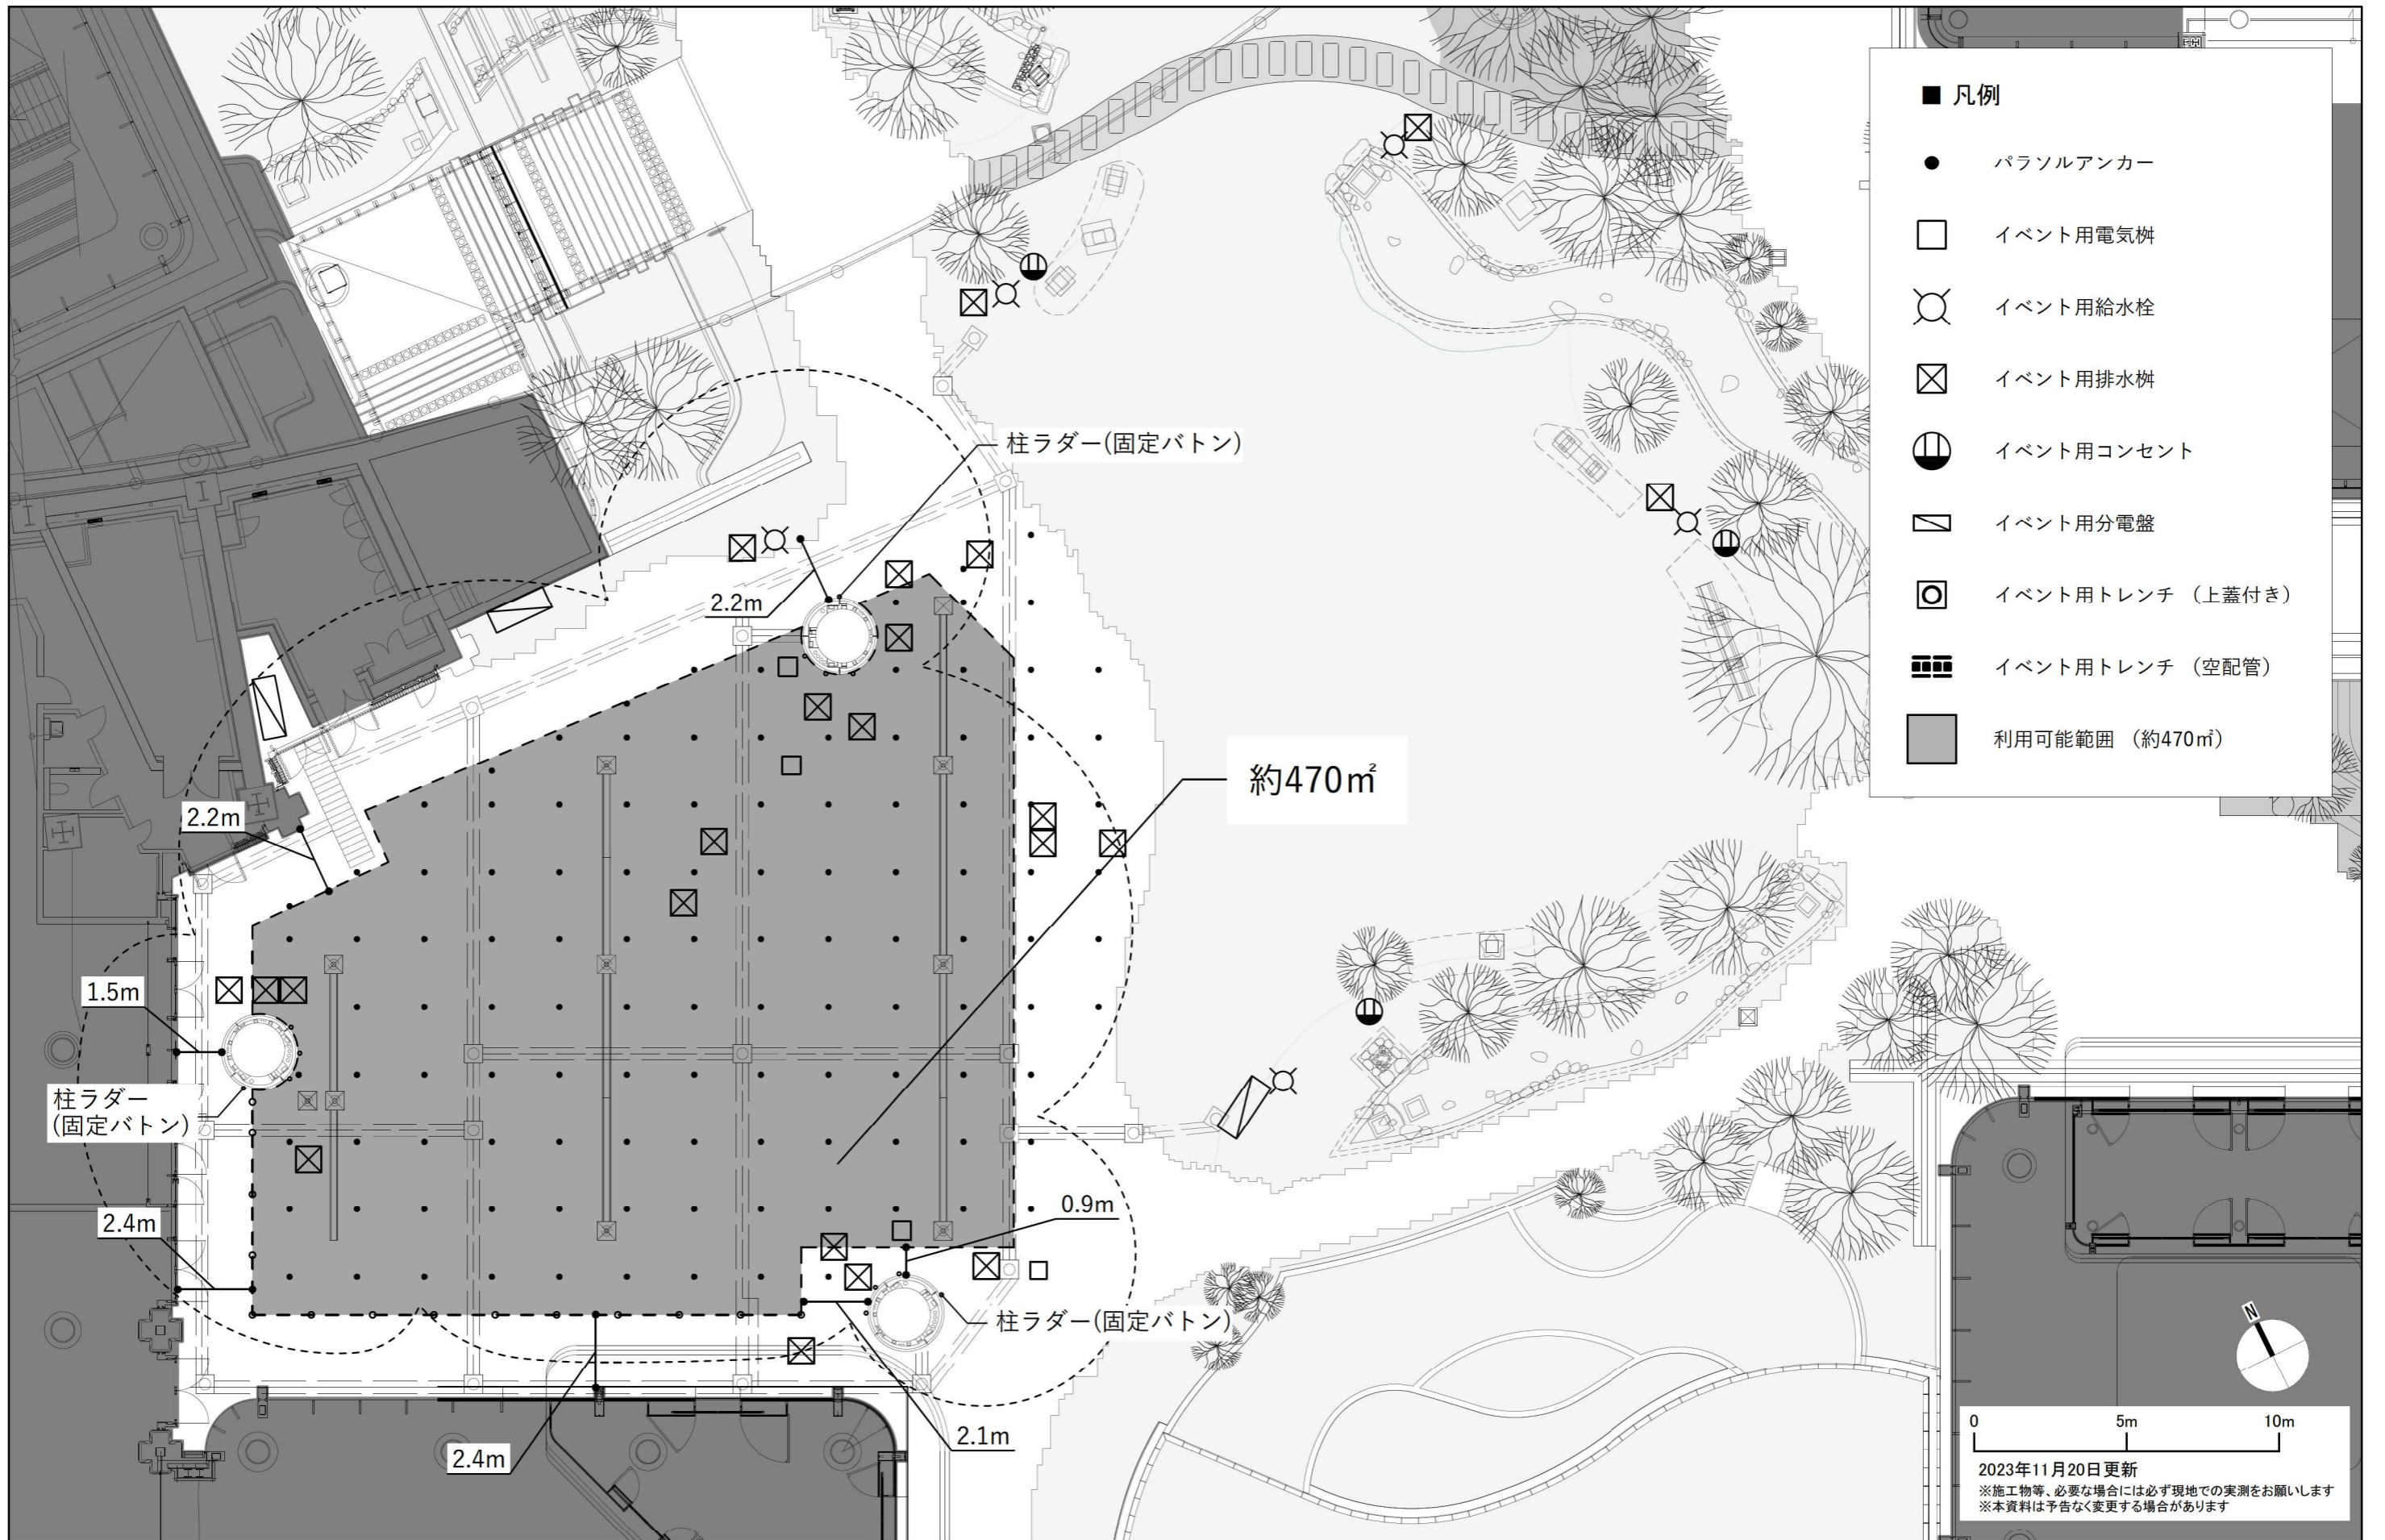 ■ 凡例
パラソルアンカー
イベント用電気桝
イベント用給水栓
イベント用排水桝
イベント用コンセント
イベント用分電盤
イベント用トレンチ （上蓋付き）
イベント用トレンチ （空配管）
利用可能範囲 （約470㎡）
柱ラダー(固定バトン)
2.2m
約470㎡
2.2m
1.5m
柱ラダー
(固定バトン)
2.4m
0.9m
柱ラダー(固定バトン)
2.1m
2.4m
N
0 5m 10m
2023年11月20日更新
※施工物等、必要な場合には必ず現地での実測をお願いします
※本資料は予告なく変更する場合があります